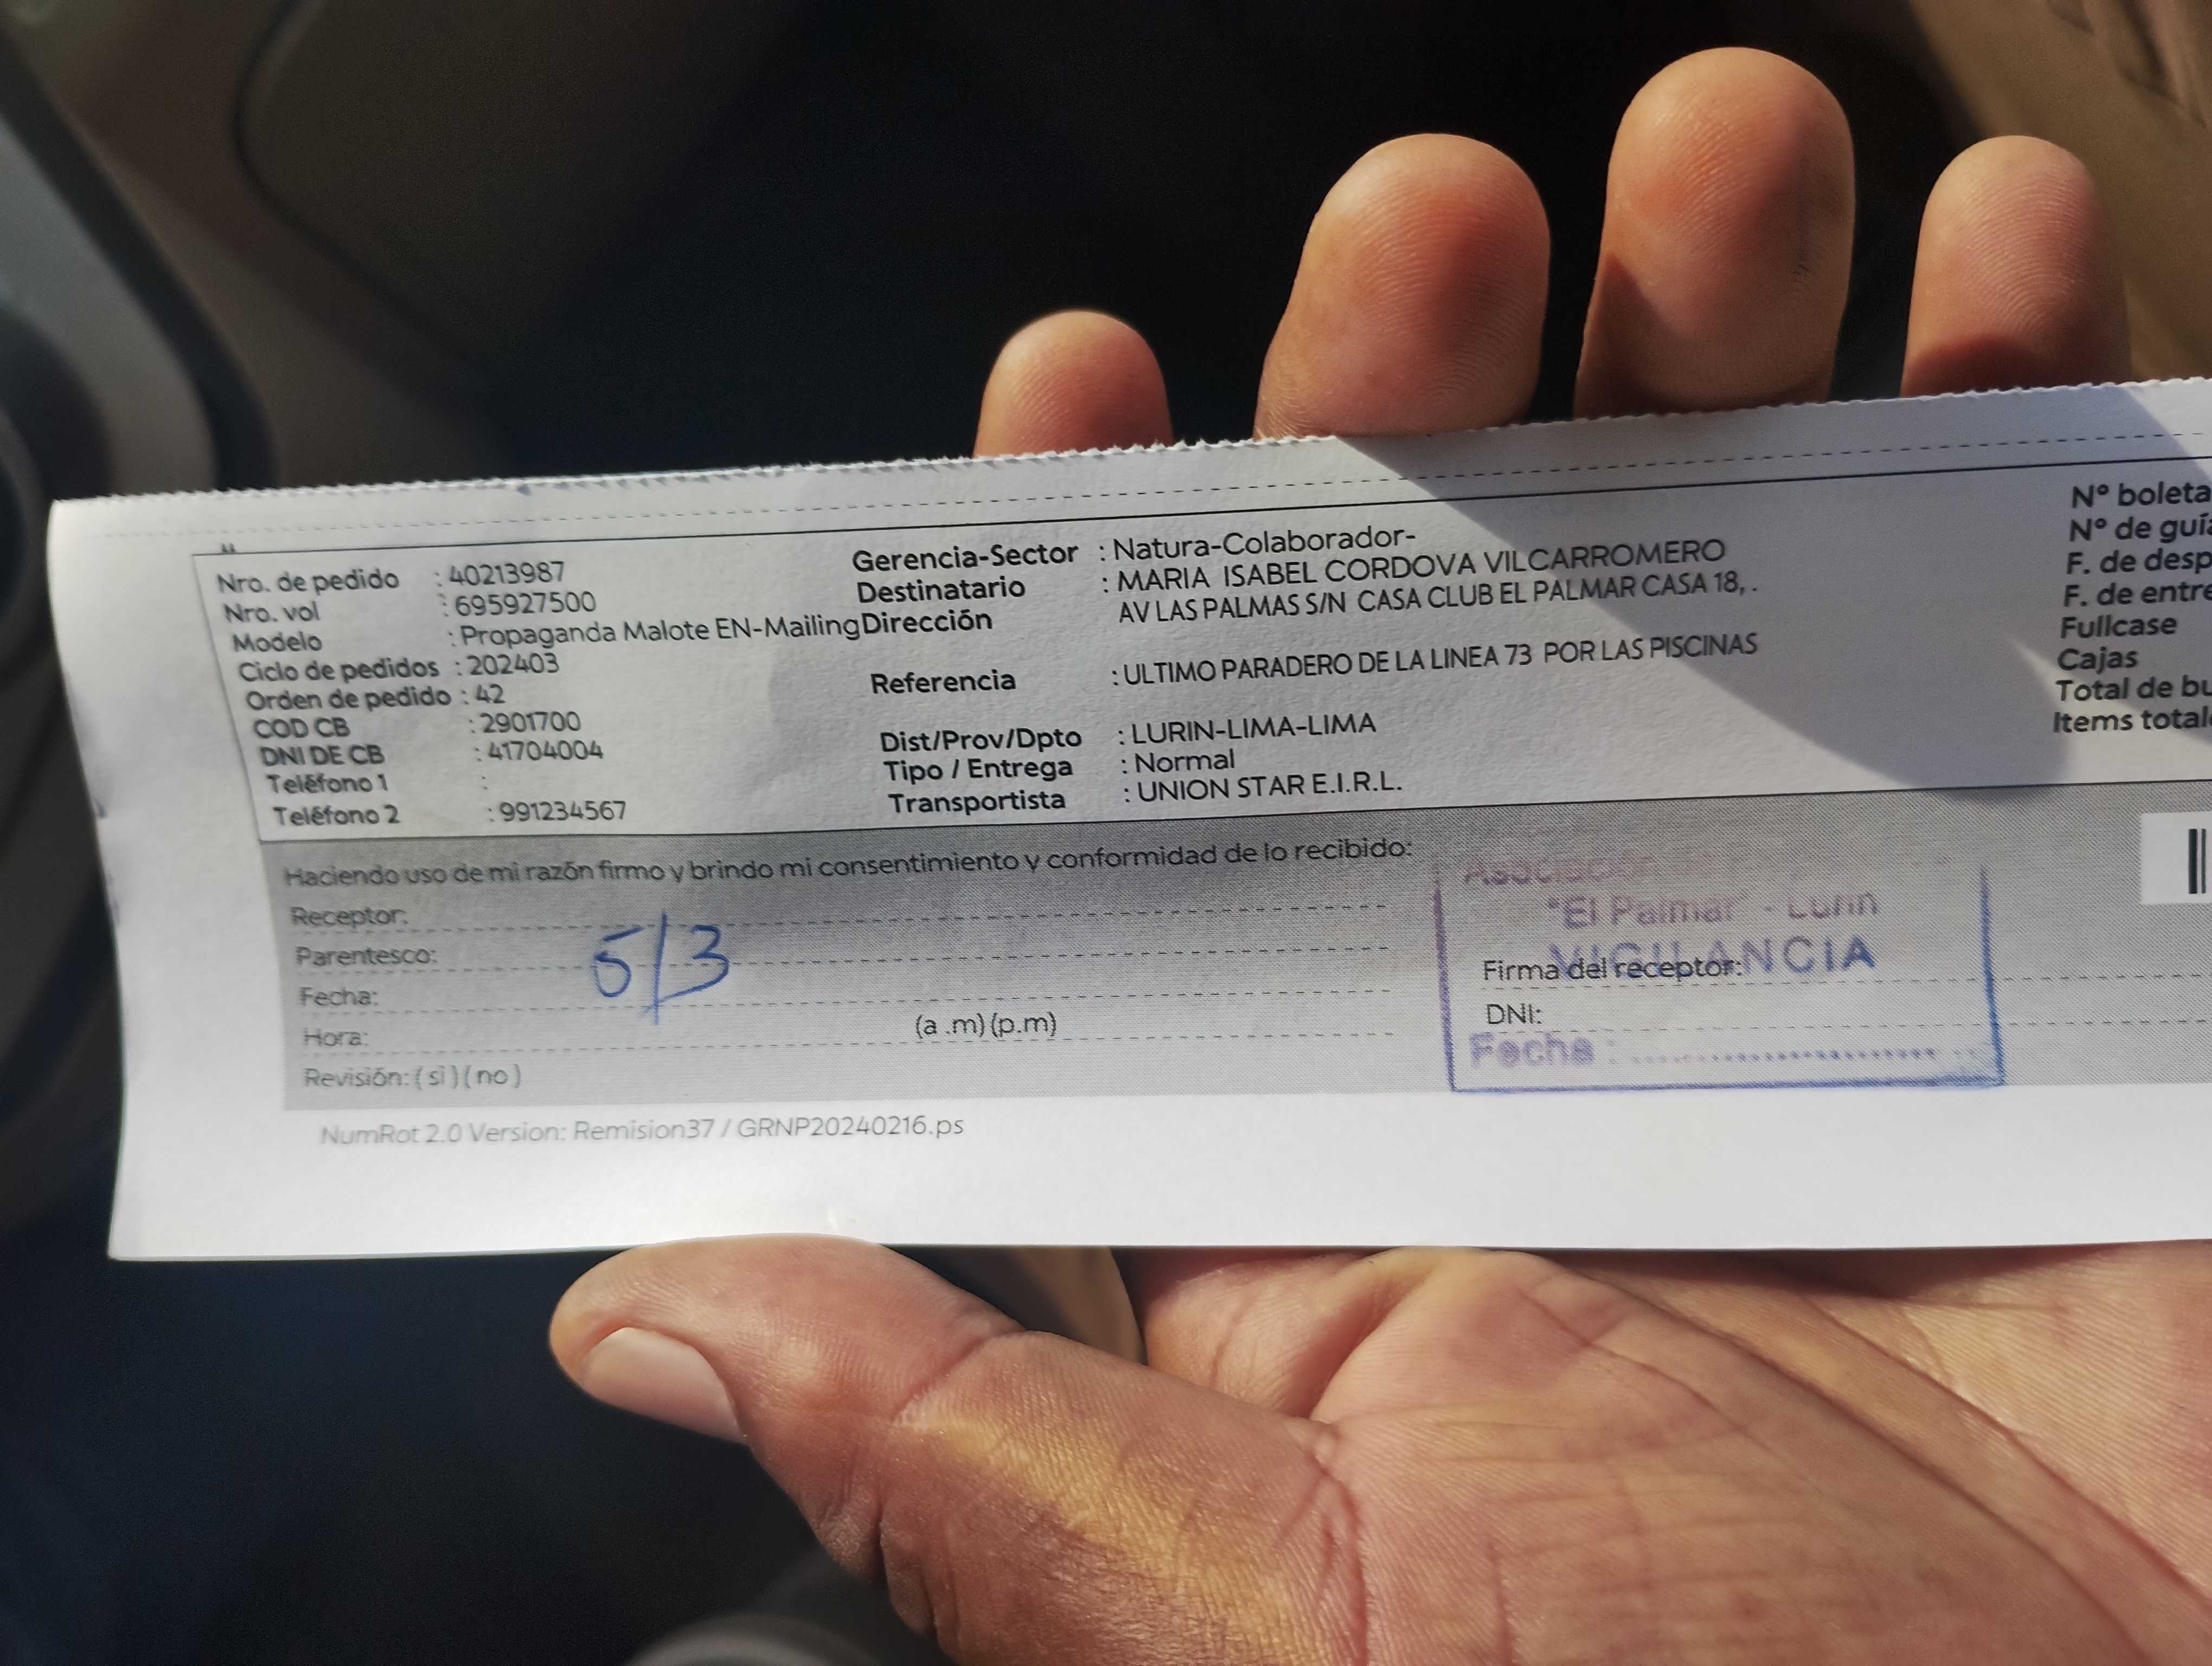 Nro. de pedido : 40213987
Nro. vol : 695927500
Modelo : Propaganda Malote EN-Mailing
Ciclo de pedidos : 202403
Orden de pedido : 42
COD CB : 2901700
DNI DE CB : 41704004
Teléfono 1 :
Teléfono 2 : 991234567
Gerencia-Sector : Natura-Colaborador-
Destinatario : MARIA ISABEL CORDOVA VILCARROMERO
Dirección AV LAS PALMAS S/N CASA CLUB EL PALMAR CASA 18, .
Referencia : ULTIMO PARADERO DE LA LINEA 73 POR LAS PISCINAS
Dist/Prov/Dpto : LURIN-LIMA-LIMA
Tipo / Entrega : Normal
Transportista : UNION STAR E.I.R.L.
N° boleta
N° de guía
F. de desp
F. de entre
Fullcase
Cajas
Total de bu
Items total
Haciendo uso de mi razón firmo y brindo mi consentimiento y conformidad de lo recibido:
Receptor:
Parentesco:
Fecha: 5/3
Hora: (a .m) (p.m)
Revisión: ( si ) ( no )
Asociación
"El Palmar" - Lurin
VIGILANCIA
Firma del receptor:
DNI:
Fecha :
NumRot 2.0 Version: Remision37 / GRNP20240216.ps